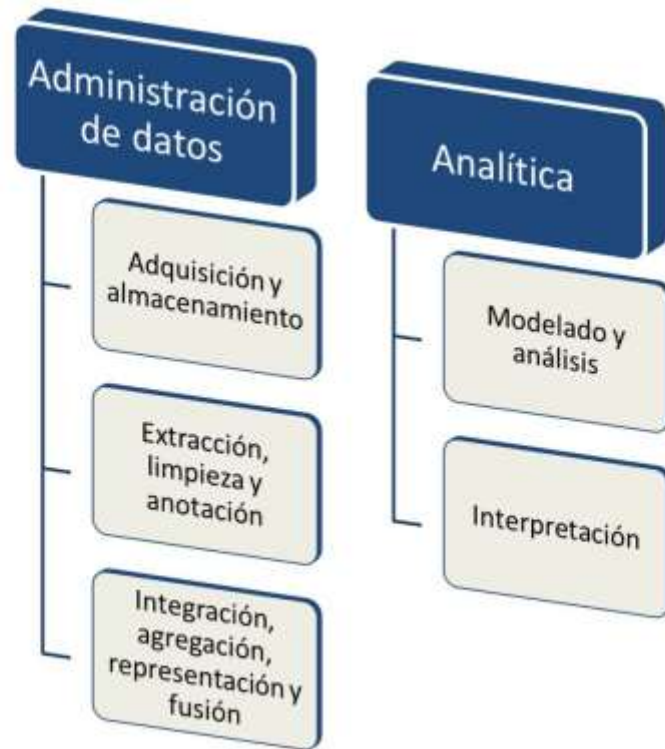 Administración
de datos
Adquisición y
almacenamiento
Extracción,
limpieza y
anotación
Integración,
agregación,
representación y
fusión
Analítica
Modelado y
análisis
Interpretación